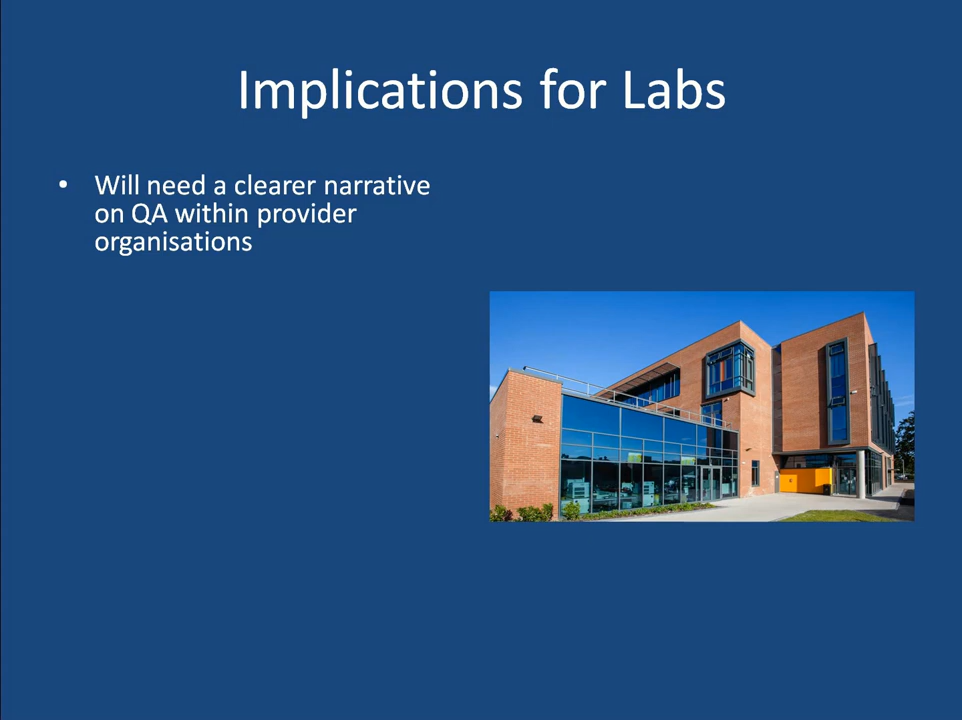 Implications for Labs
• Will need a clearer narrative
on QA within provider
organisations